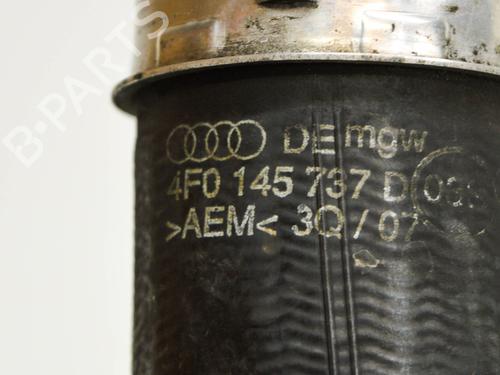 B-PARTS
DE mgw
4F0 145 737 D
>AEM< 3Q/07